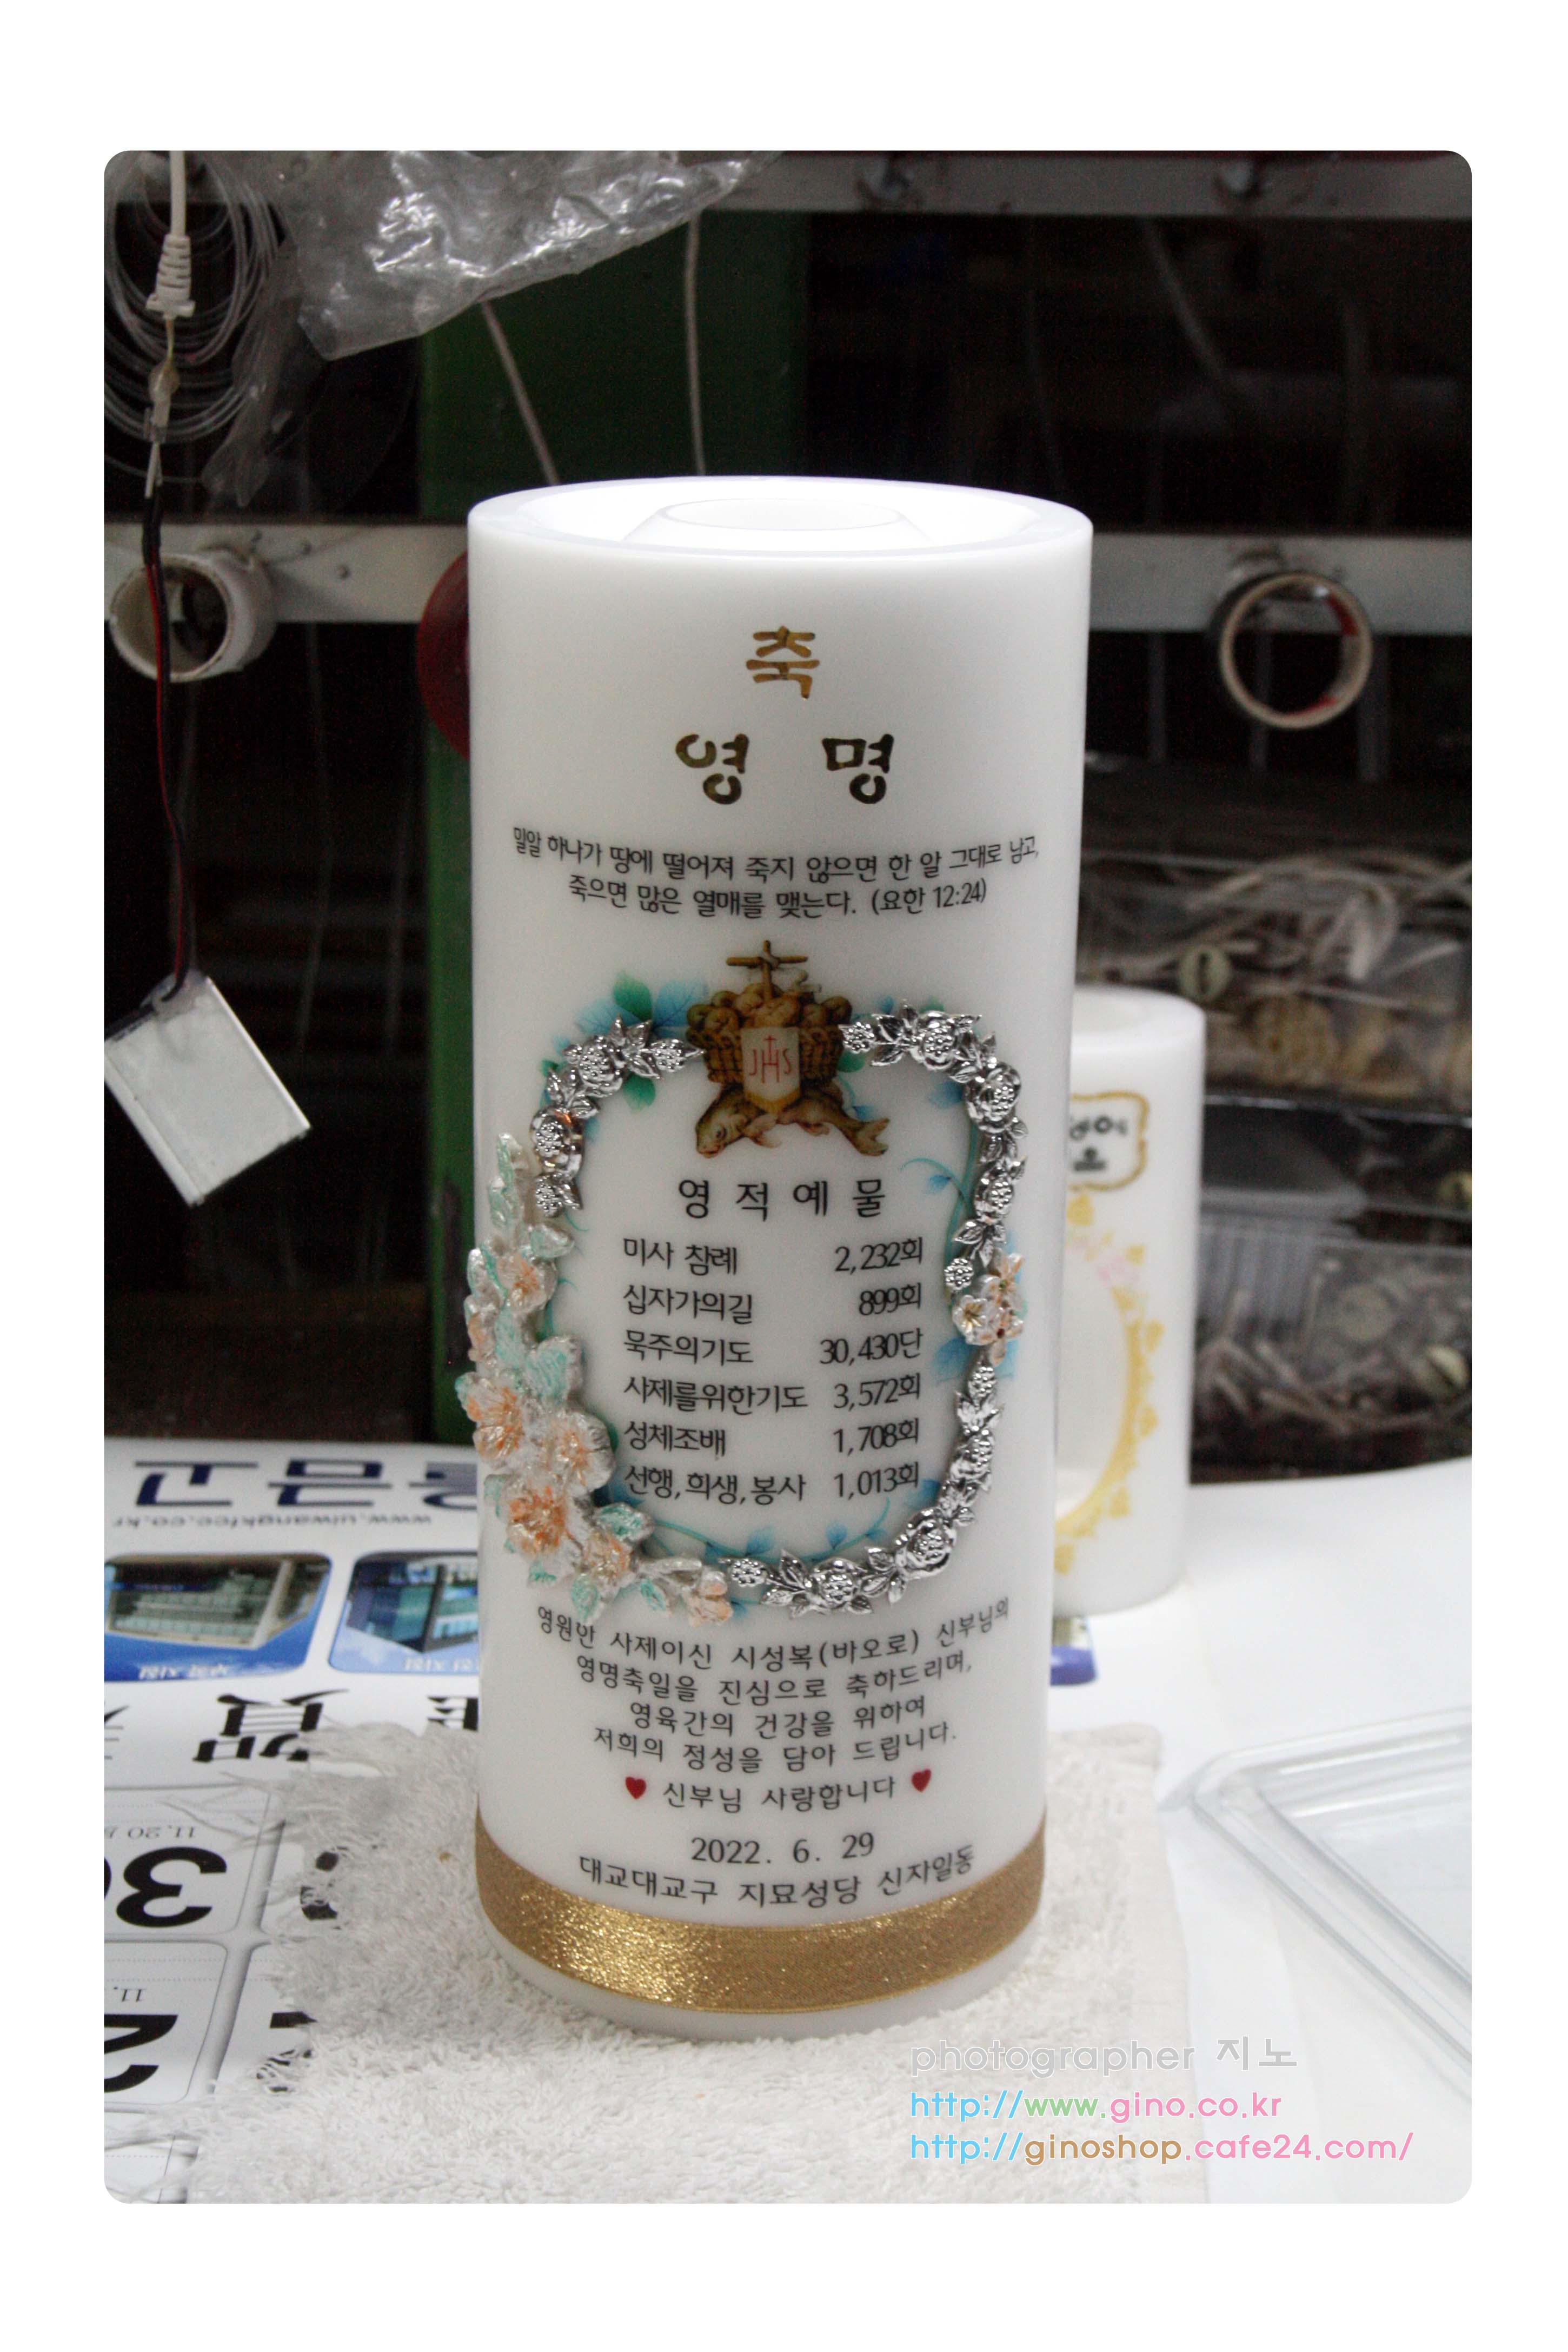 축
영 명
밀알 하나가 땅에 떨어져 죽지 않으면 한 알 그대로 남고,
죽으면 많은 열매를 맺는다. (요한 12:24)
JHS
영적예물
미사 참례 2,232회
십자가의길 899회
묵주의기도 30,430단
사제를위한기도 3,572회
성체조배 1,708회
선행,희생,봉사 1,013회
영원한 사제이신 시성복(바오로) 신부님의
영명축일을 진심으로 축하드리며,
영육간의 건강을 위하여
저희의 정성을 담아 드립니다.
♥ 신부님 사랑합니다 ♥
2022. 6. 29
대교대교구 지묘성당 신자일동
www.uiwangkfcc.co.kr
11.20
30
11.
2
photographer 지노
http://www.gino.co.kr
http://ginoshop.cafe24.com/